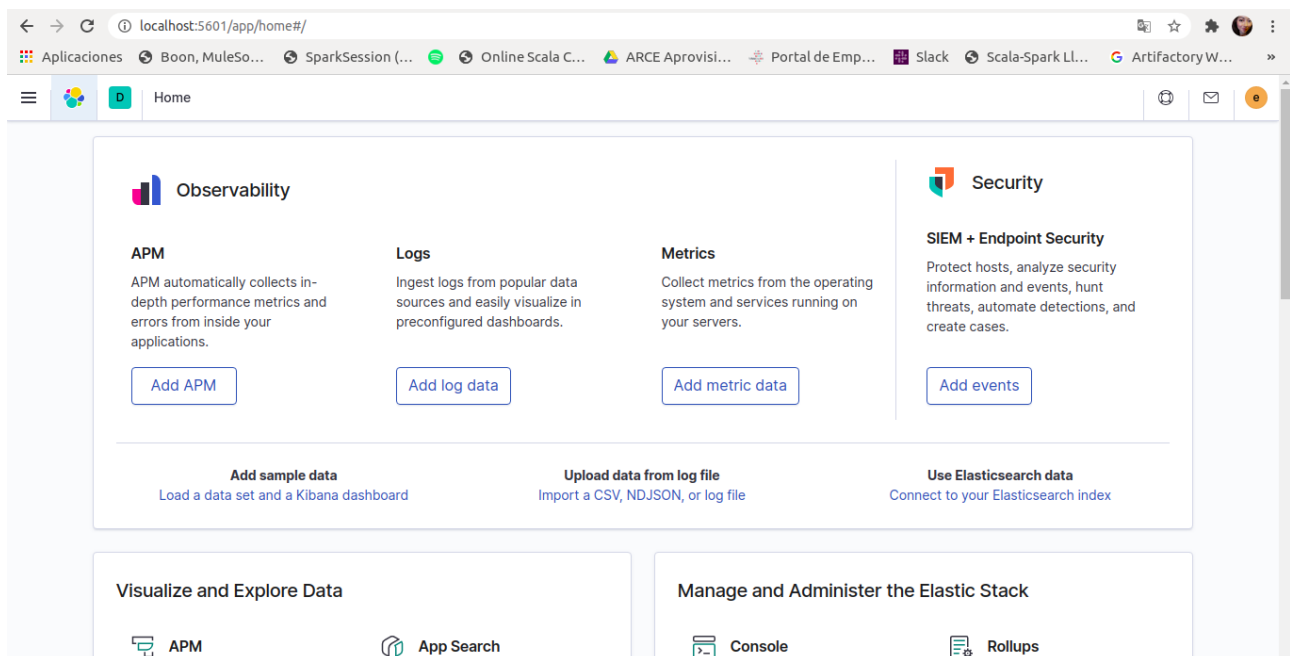 localhost:5601/app/home#/
Aplicaciones Boon, MuleSo... SparkSession (... Online Scala C... ARCE Aprovisi... Portal de Emp... Slack Scala-Spark Ll... Artifactory W... »
D Home e
Observability
APM
APM automatically collects in-
depth performance metrics and
errors from inside your
applications.
Add APM
Logs
Ingest logs from popular data
sources and easily visualize in
preconfigured dashboards.
Add log data
Metrics
Collect metrics from the operating
system and services running on
your servers.
Add metric data
Security
SIEM + Endpoint Security
Protect hosts, analyze security
information and events, hunt
threats, automate detections, and
create cases.
Add events
Add sample data
Load a data set and a Kibana dashboard
Upload data from log file
Import a CSV, NDJSON, or log file
Use Elasticsearch data
Connect to your Elasticsearch index
Visualize and Explore Data
APM App Search
Manage and Administer the Elastic Stack
Console Rollups